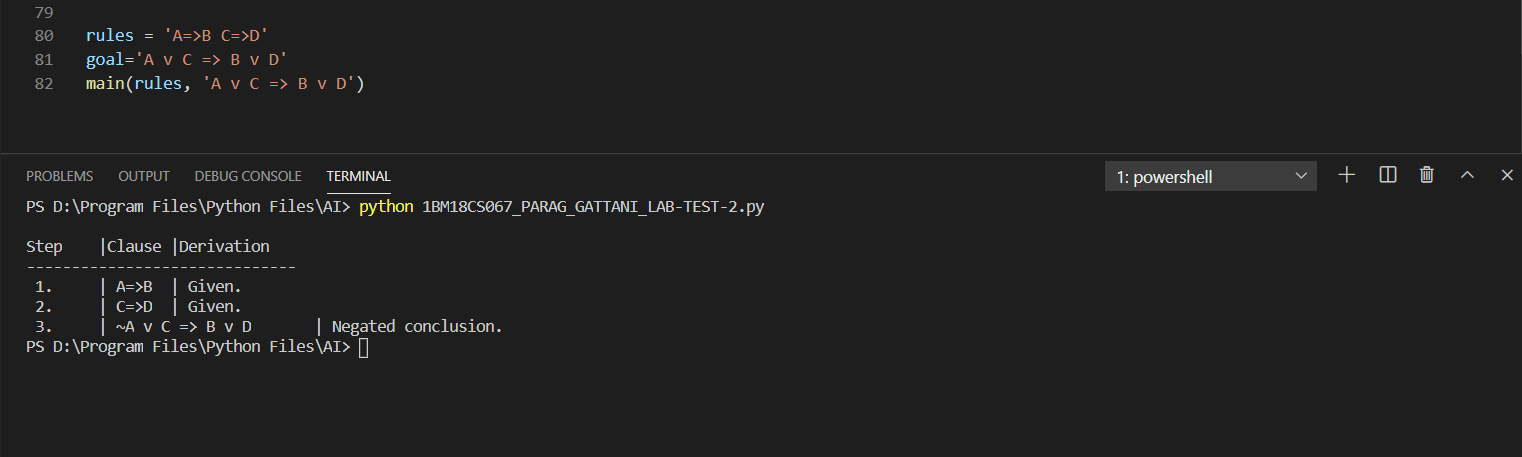 79
80 rules = 'A=>B C=>D'
81 goal='A v C => B v D'
82 main(rules, 'A v C => B v D')
PROBLEMS OUTPUT DEBUG CONSOLE TERMINAL 1: powershell
PS D:\Program Files\Python Files\AI> python 1BM18CS067_PARAG_GATTANI_LAB-TEST-2.py
Step |Clause |Derivation
------------------------------
1. | A=>B | Given.
2. | C=>D | Given.
3. | ~A v C => B v D | Negated conclusion.
PS D:\Program Files\Python Files\AI>